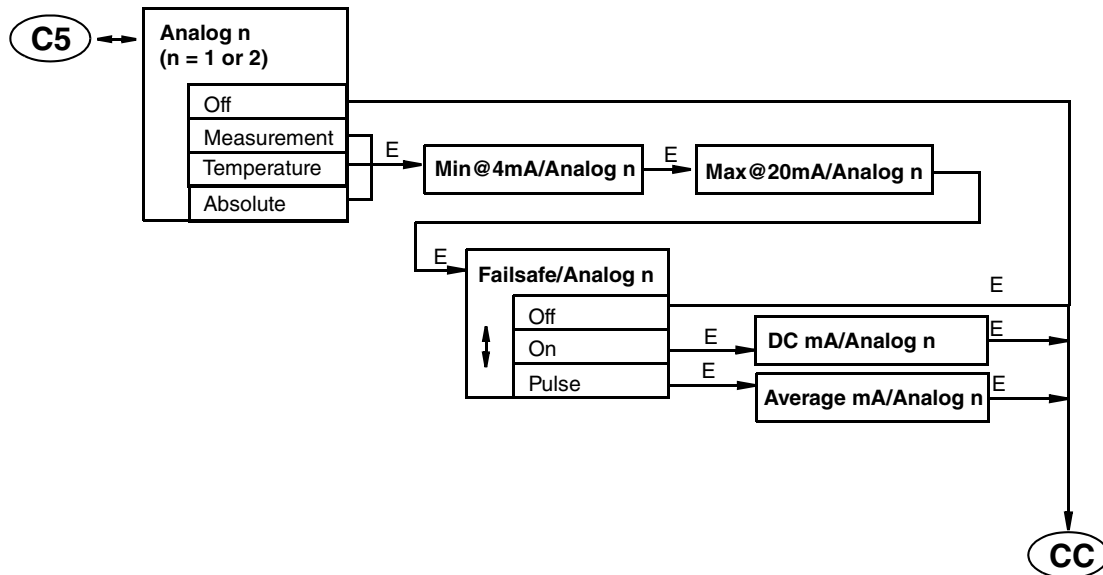 C5
Analog n
(n = 1 or 2)
Off
Measurement
Temperature
Absolute
E
Min@4mA/Analog n
E
Max@20mA/Analog n
E
Failsafe/Analog n
Off
On
Pulse
E
E
DC mA/Analog n
E
E
Average mA/Analog n
E
CC